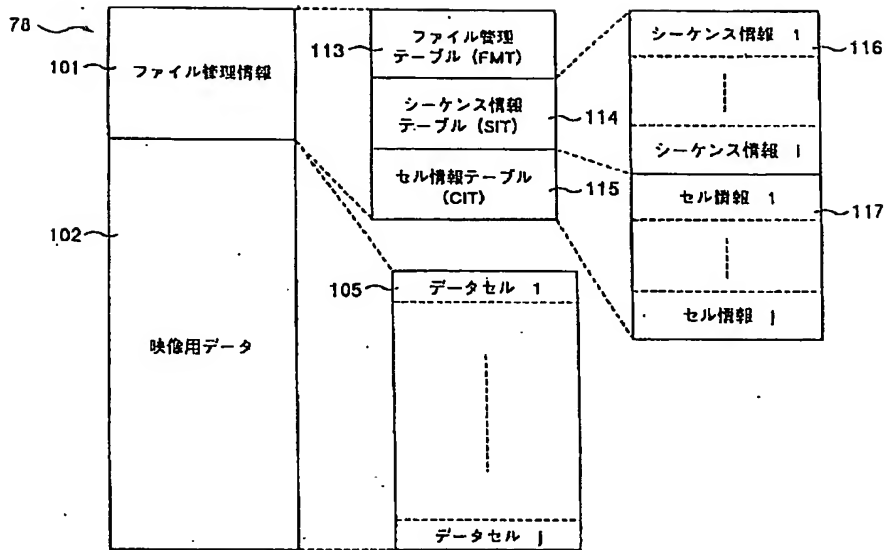 78
101
ファイル管理情報
102
映像用データ
113
ファイル管理
テーブル (FMT)
シーケンス情報
テーブル (SIT)
114
セル情報テーブル
(CIT)
115
シーケンス情報 1
116
シーケンス情報 i
セル情報 1
117
セル情報 j
105
データセル 1
データセル j